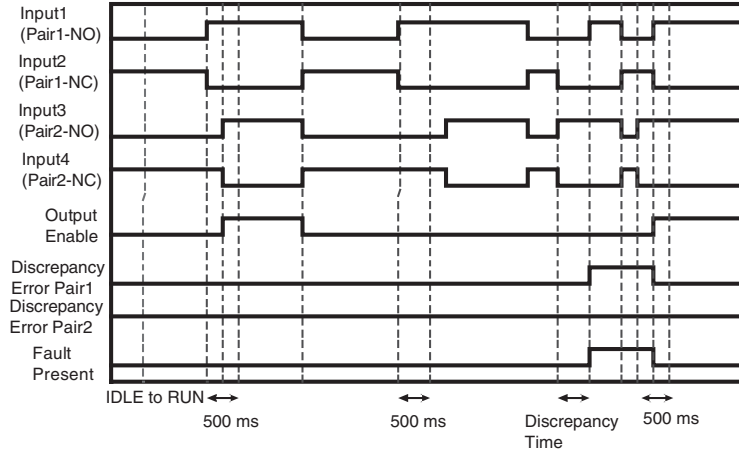 Input1
(Pair1-NO)
Input2
(Pair1-NC)
Input3
(Pair2-NO)
Input4
(Pair2-NC)
Output
Enable
Discrepancy
Error Pair1
Discrepancy
Error Pair2
Fault
Present
IDLE to RUN
500 ms
500 ms
Discrepancy
Time
500 ms